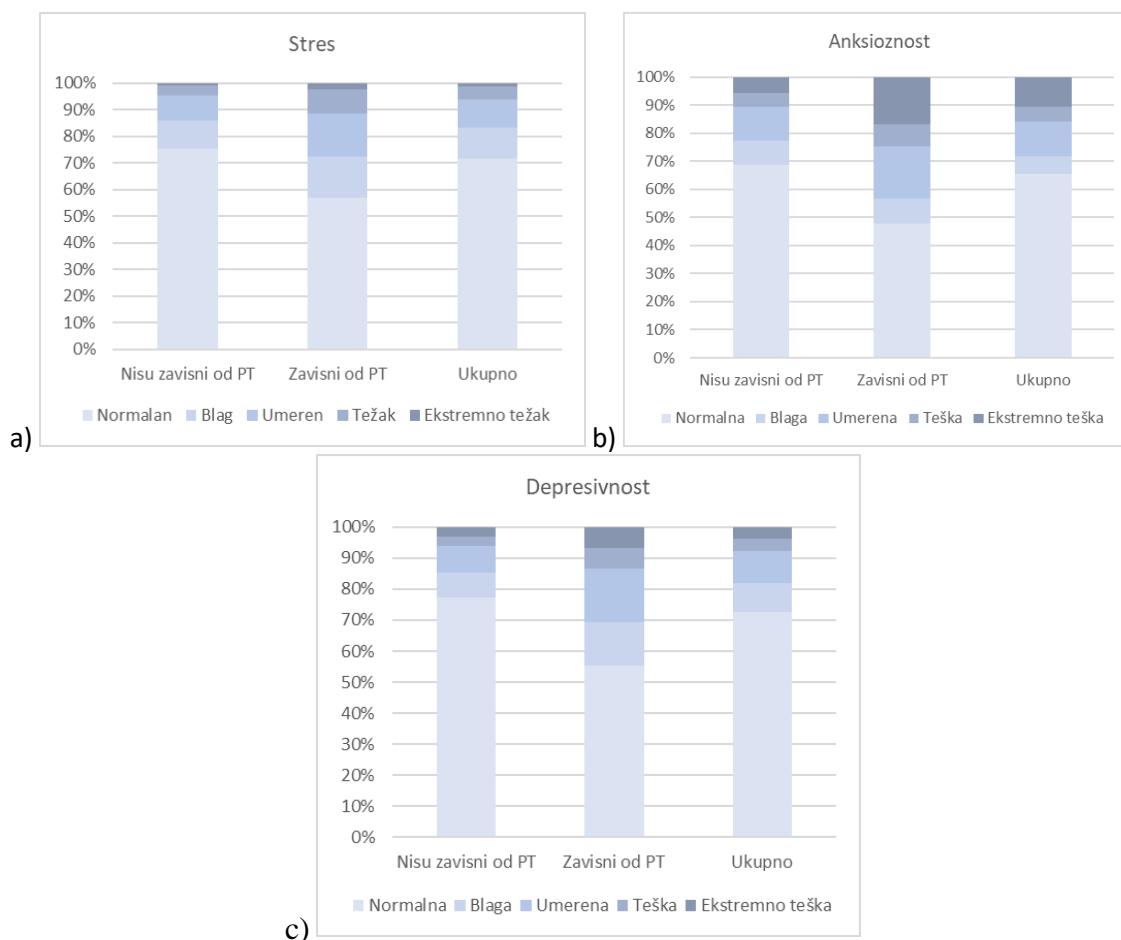 Stres
100%
90%
80%
70%
60%
50%
40%
30%
20%
10%
0%
Nisu zavisni od PT Zavisni od PT Ukupno
Normalan Blag Umeren Težak Ekstremno težak
a)
Anksioznost
100%
90%
80%
70%
60%
50%
40%
30%
20%
10%
0%
Nisu zavisni od PT Zavisni od PT Ukupno
Normalna Blaga Umerena Teška Ekstremno teška
b)
Depresivnost
100%
90%
80%
70%
60%
50%
40%
30%
20%
10%
0%
Nisu zavisni od PT Zavisni od PT Ukupno
Normalna Blaga Umerena Teška Ekstremno teška
c)